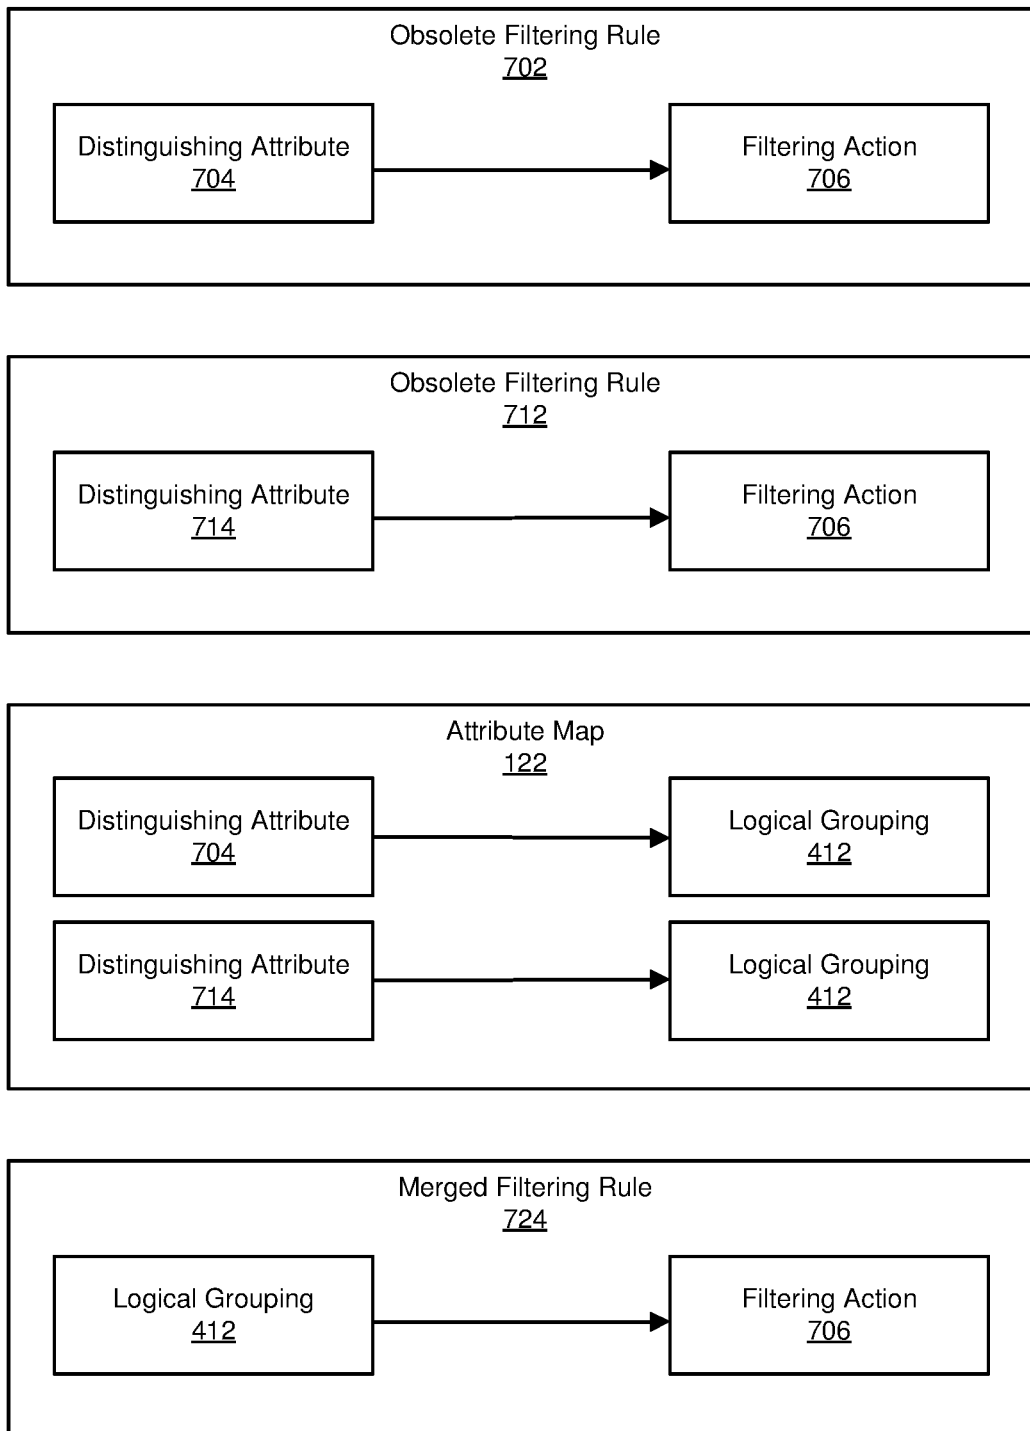 Obsolete Filtering Rule
702
Distinguishing Attribute
704
Filtering Action
706
Obsolete Filtering Rule
712
Distinguishing Attribute
714
Filtering Action
706
Attribute Map
122
Distinguishing Attribute
704
Logical Grouping
412
Distinguishing Attribute
714
Logical Grouping
412
Merged Filtering Rule
724
Logical Grouping
412
Filtering Action
706